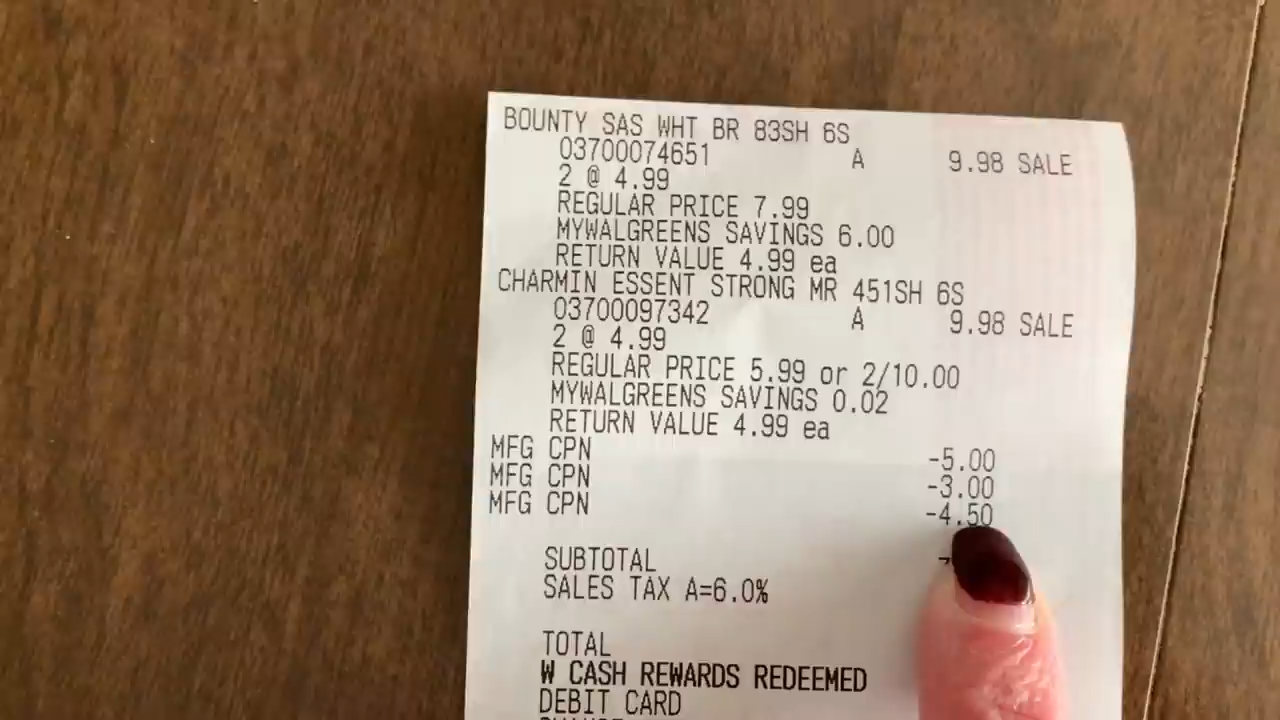 BOUNTY SAS WHT BR 83SH 6S
03700074651 A 9.98 SALE
2 @ 4.99
REGULAR PRICE 7.99
MYWALGREENS SAVINGS 6.00
RETURN VALUE 4.99 ea
CHARMIN ESSENT STRONG MR 451SH 6S
03700097342 A 9.98 SALE
2 @ 4.99
REGULAR PRICE 5.99 or 2/10.00
MYWALGREENS SAVINGS 0.02
RETURN VALUE 4.99 ea
MFG CPN -5.00
MFG CPN -3.00
MFG CPN -4.50
SUBTOTAL
SALES TAX A=6.0%
TOTAL
W CASH REWARDS REDEEMED
DEBIT CARD